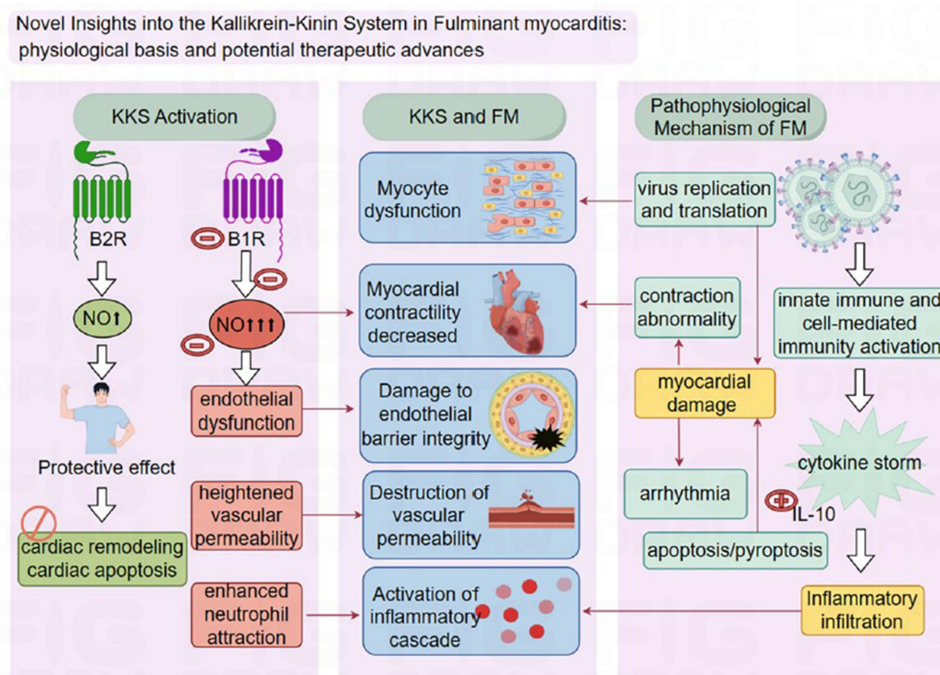 Novel Insights into the Kallikrein-Kinin System in Fulminant myocarditis:
physiological basis and potential therapeutic advances
KKS Activation
B2R
B1R
NO↑
NO↑↑↑
Protective effect
cardiac remodeling
cardiac apoptosis
endothelial
dysfunction
heightened
vascular
permeability
enhanced
neutrophil
attraction
KKS and FM
Myocyte
dysfunction
Myocardial
contractility
decreased
Damage to
endothelial
barrier integrity
Destruction of
vascular
permeability
Activation of
inflammatory
cascade
Pathophysiological
Mechanism of FM
virus replication
and translation
contraction
abnormality
myocardial
damage
arrhythmia
IL-10
apoptosis/pyroptosis
innate immune and
cell-mediated
immunity activation
cytokine storm
Inflammatory
infiltration